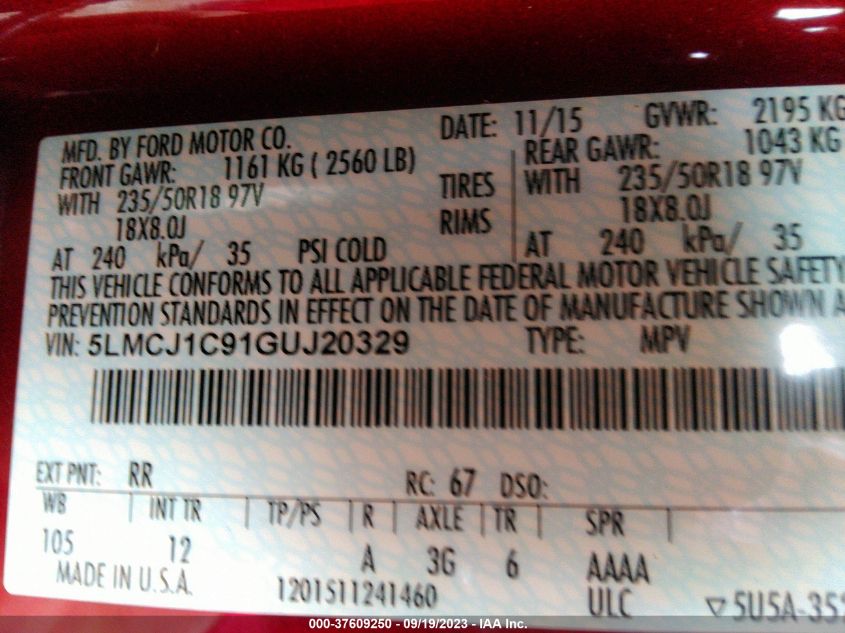 MFD. BY FORD MOTOR CO. DATE: 11/15 GVWR: 2195 KG
FRONT GAWR: 1161 KG ( 2560 LB) REAR GAWR: 1043 KG
WITH 235/50R18 97V TIRES WITH 235/50R18 97V
18X8.0J RIMS 18X8.0J
AT 240 kPa/ 35 PSI COLD AT 240 kPa/ 35
THIS VEHICLE CONFORMS TO ALL APPLICABLE FEDERAL MOTOR VEHICLE SAFETY
PREVENTION STANDARDS IN EFFECT ON THE DATE OF MANUFACTURE SHOWN A
VIN: 5LMCJ1C91GUJ20329 TYPE: MPV
EXT PNT: RR RC: 67 DSO:
WB INT TR TP/PS R AXLE TR SPR
105 12 A 3G 6 AAAA
MADE IN U.S.A. 1201511241460 ULC ▽5U5A-352
000-37609250 - 09/19/2023 - IAA Inc.